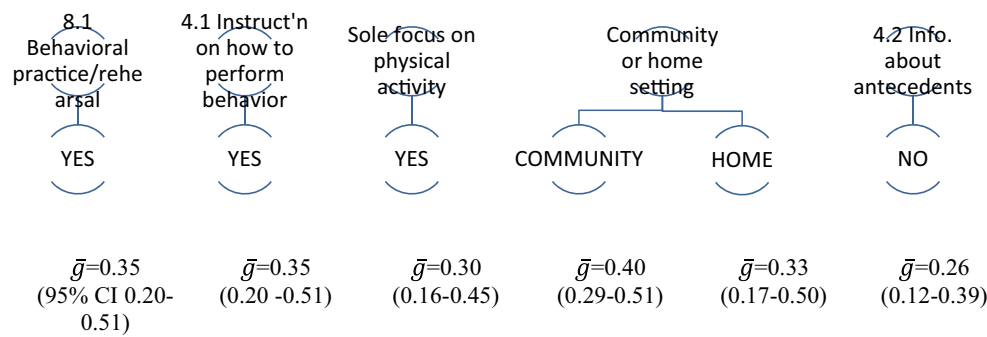 8.1
Behavioral
practice/rehe
arsal
YES
4.1 Instruct'n
on how to
perform
behavior
YES
Sole focus on
physical
activity
YES
Community
or home
setting
COMMUNITY
HOME
4.2 Info.
about
antecedents
NO
g̅=0.35
(95% CI 0.20-
0.51)
g̅=0.35
(0.20 -0.51)
g̅=0.30
(0.16-0.45)
g̅=0.40
(0.29-0.51)
g̅=0.33
(0.17-0.50)
g̅=0.26
(0.12-0.39)